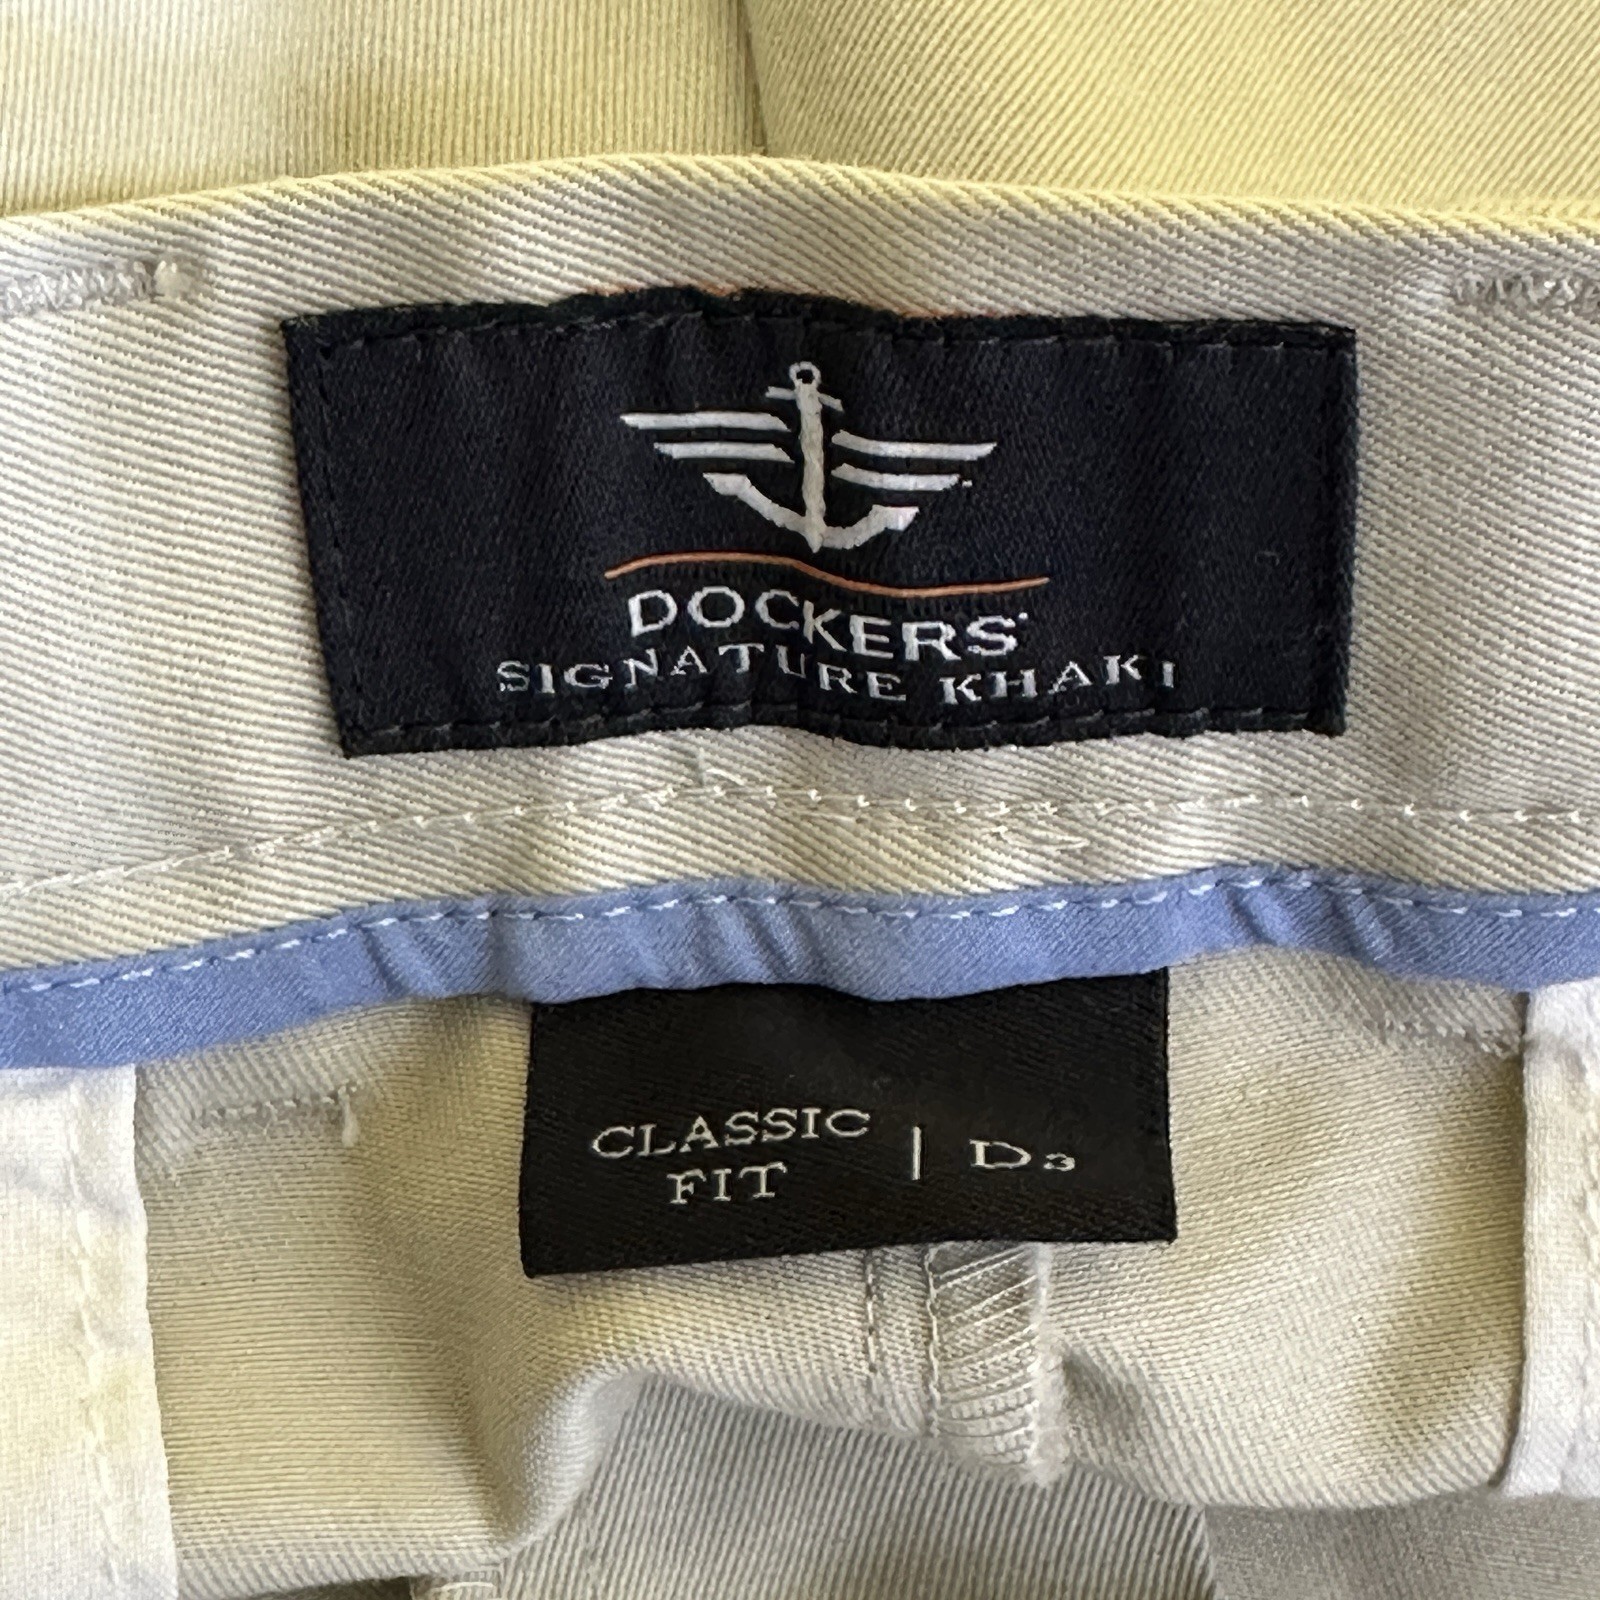 DOCKERS
SIGNATURE KHAKI
CLASSIC
FIT | D3